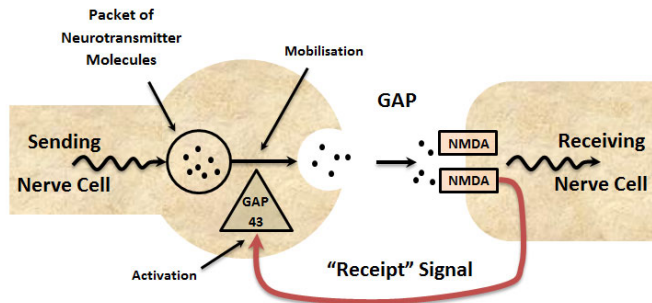 Packet of
Neurotransmitter
Molecules
Mobilisation
GAP
Sending
Nerve Cell
GAP
43
NMDA
NMDA
Receiving
Nerve Cell
Activation
“Receipt” Signal